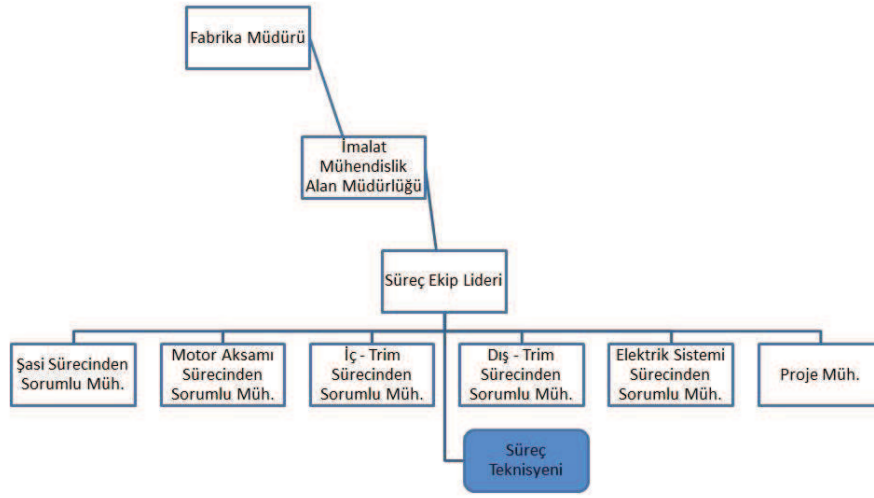 Fabrika Müdürü
İmalat
Mühendislik
Alan Müdürlüğü
Süreç Ekip Lideri
Şasi Sürecinden
Sorumlu Müh.
Motor Aksamı
Sürecinden
Sorumlu Müh.
İç - Trim
Sürecinden
Sorumlu Müh.
Dış - Trim
Sürecinden
Sorumlu Müh.
Elektrik Sistemi
Sürecinden
Sorumlu Müh.
Proje Müh.
Süreç
Teknisyeni